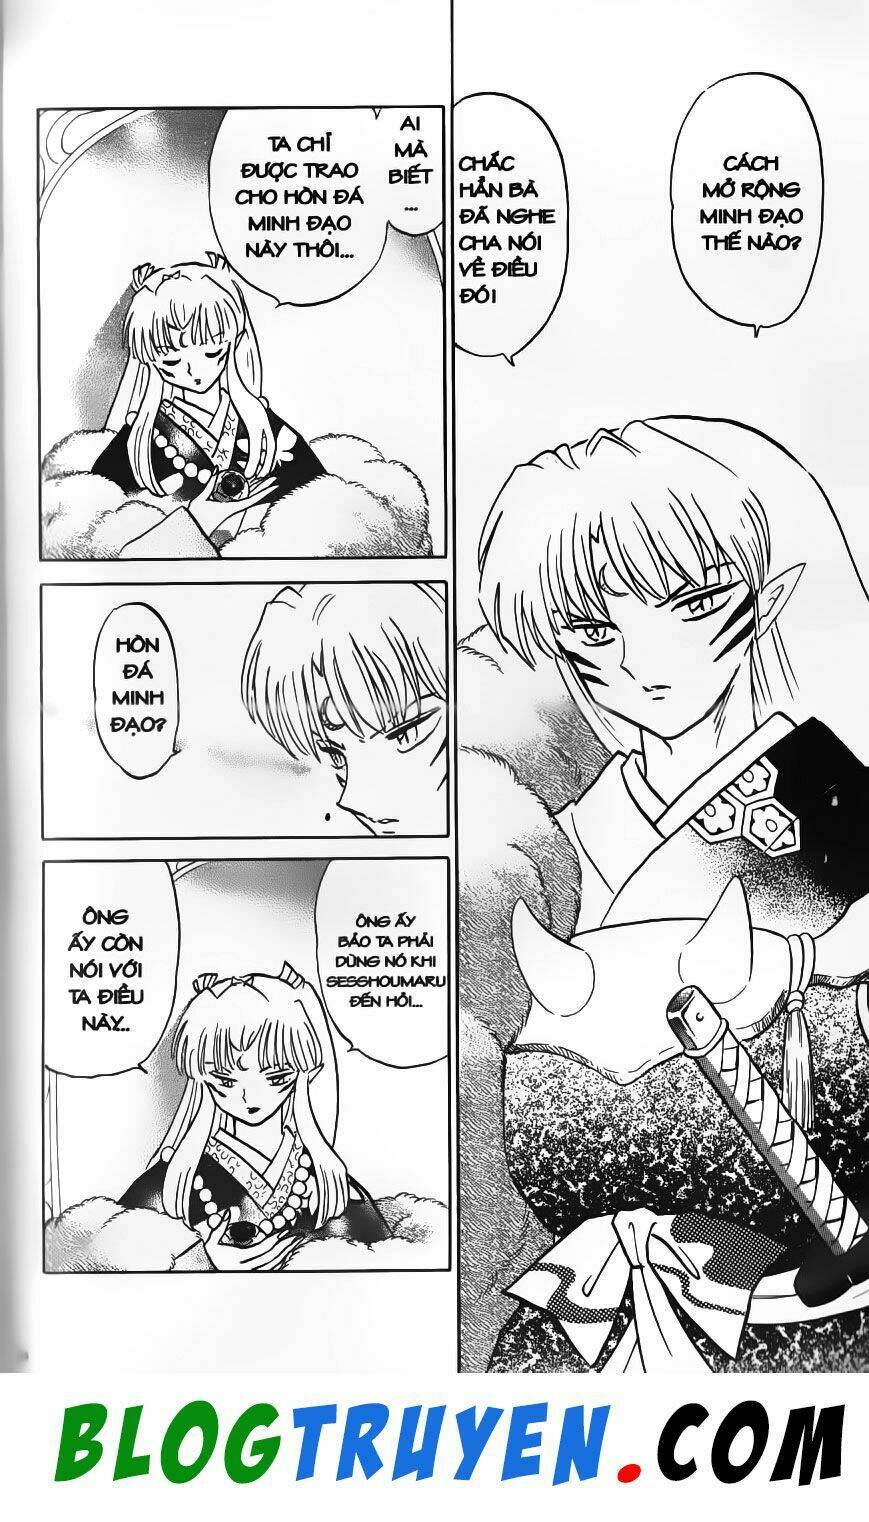 CÁCH
MỞ RỘNG
MINH ĐẠO
THẾ NÀO?
CHẮC
HẲN BÀ
ĐÃ NGHE
CHA NÓI
VỀ ĐIỀU
ĐÓI
AI
MÀ
BIẾT
...
TA CHỈ
ĐƯỢC TRAO
CHO HÒN ĐÁ
MINH ĐẠO
NÀY THÔI...
HÒN
ĐÁ
MINH
ĐẠO?
ÔNG ẤY
BẢO TA PHẢI
DÙNG NÓ KHI
SESSHOUMARU
ĐẾN HỎI...
ÔNG
ẤY CÒN
NÓI VỚI
TA ĐIỀU
NÀY..
BLOGTRUYEN.COM